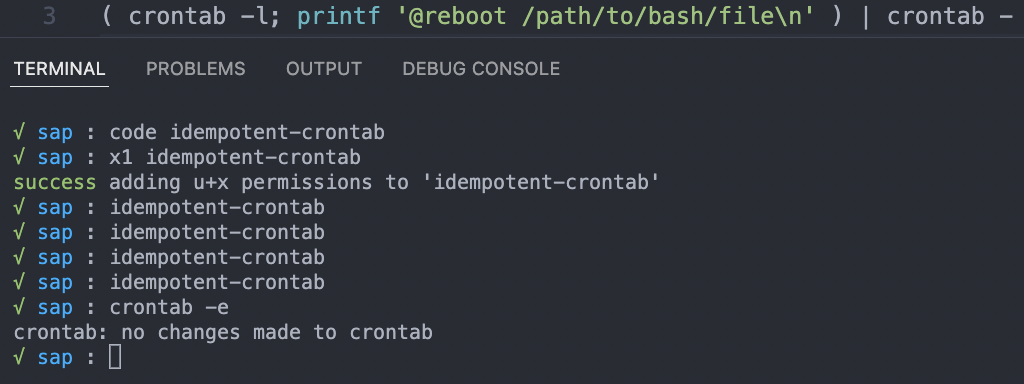 3 ( crontab -l; printf '@reboot /path/to/bash/file\n' ) | crontab -
TERMINAL PROBLEMS OUTPUT DEBUG CONSOLE
√ sap : code idempotent-crontab
√ sap : x1 idempotent-crontab
success adding u+x permissions to 'idempotent-crontab'
√ sap : idempotent-crontab
√ sap : idempotent-crontab
√ sap : idempotent-crontab
√ sap : idempotent-crontab
√ sap : crontab -e
crontab: no changes made to crontab
√ sap :